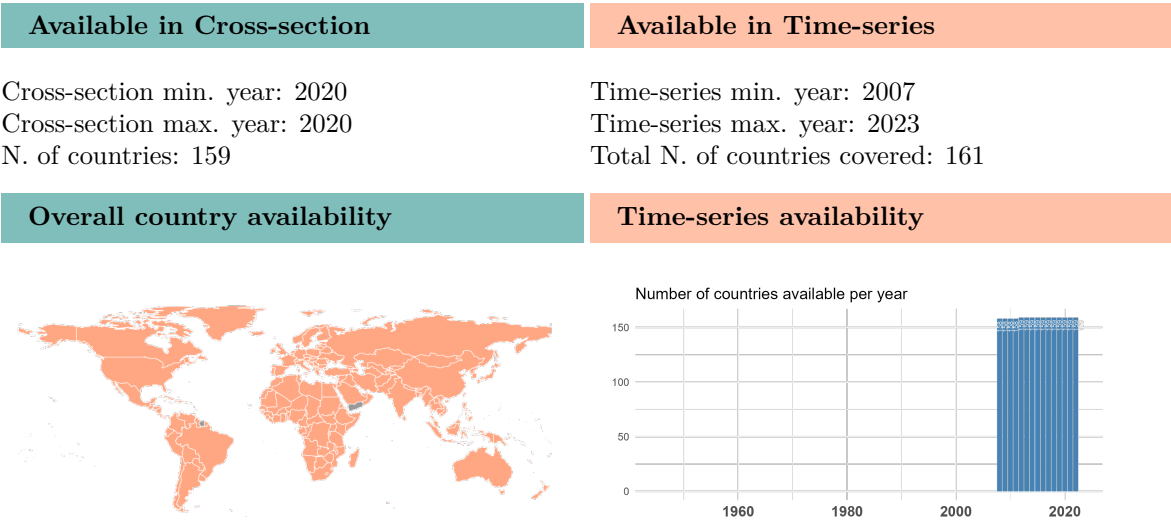 Available in Cross-section
Cross-section min. year: 2020
Cross-section max. year: 2020
N. of countries: 159
Available in Time-series
Time-series min. year: 2007
Time-series max. year: 2023
Total N. of countries covered: 161
Overall country availability
Time-series availability
Number of countries available per year
150
100
50
0
1960 1980 2000 2020